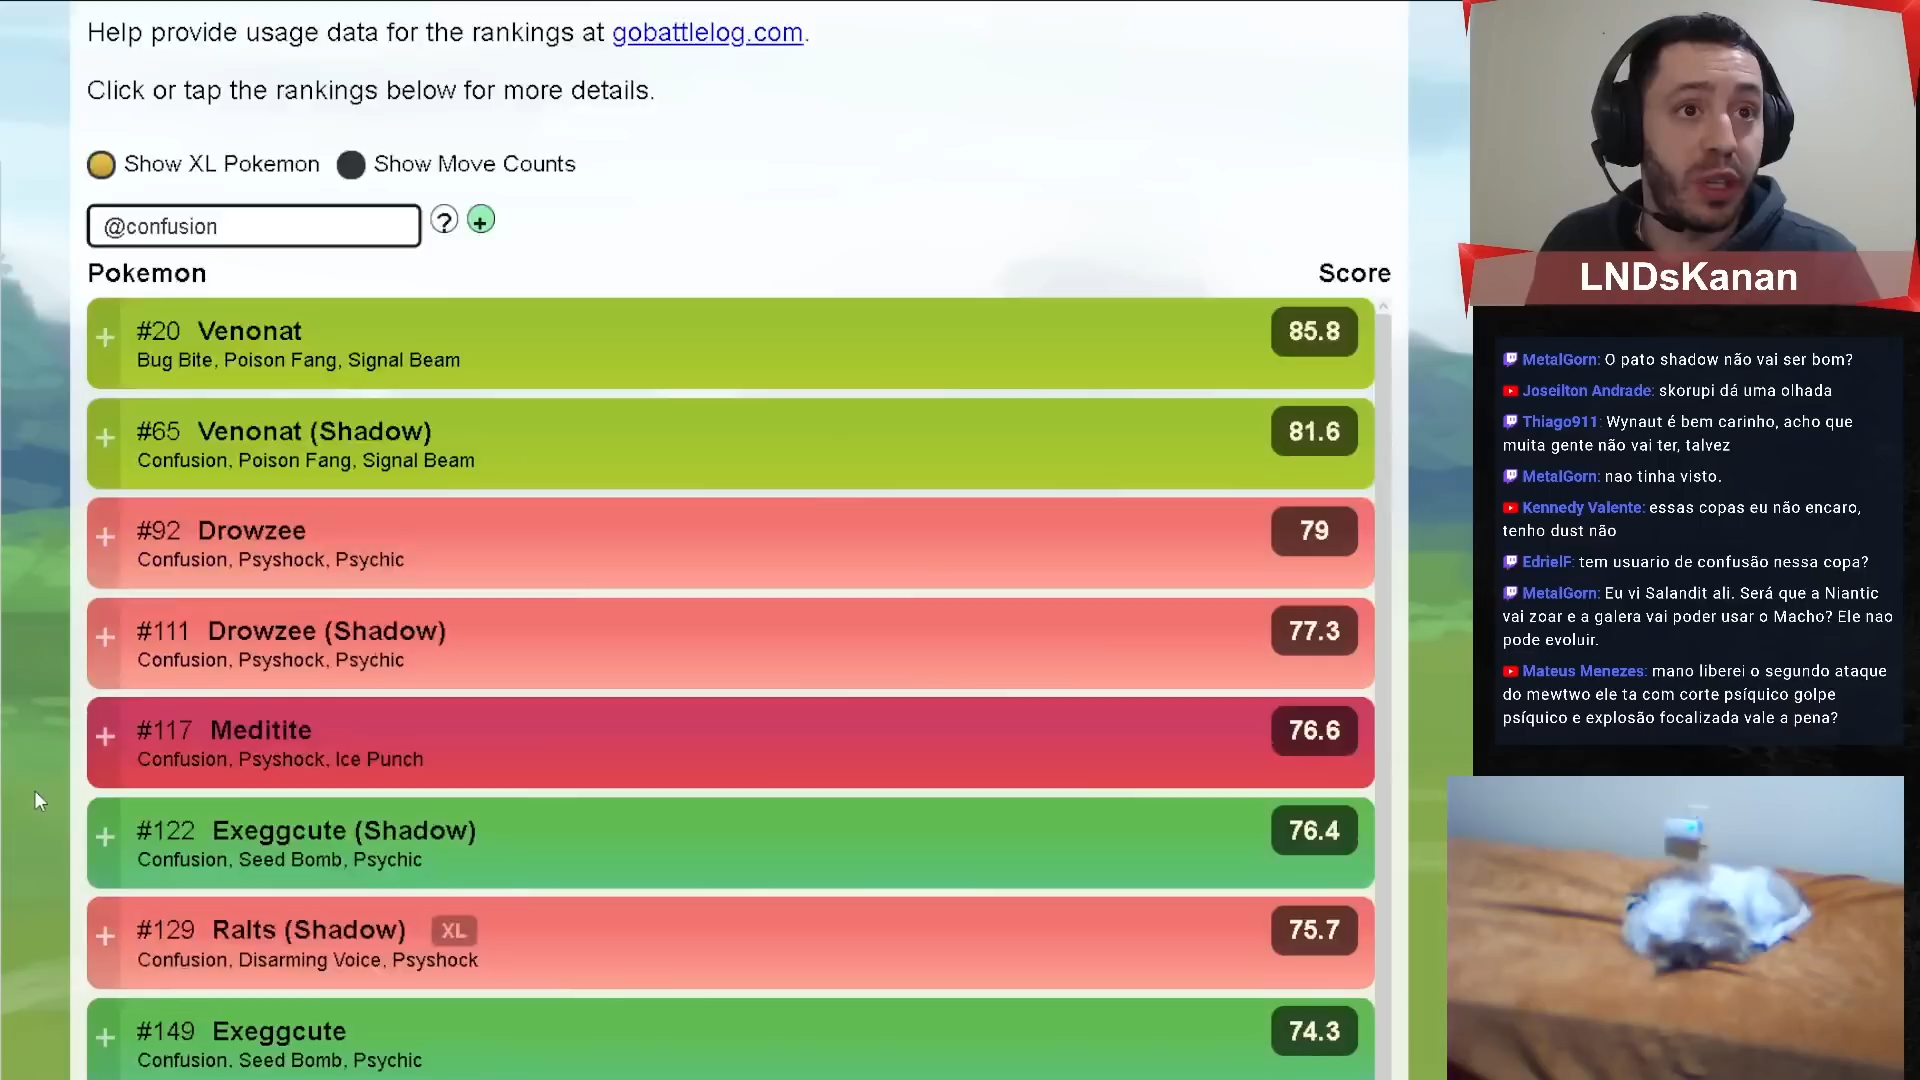 Help provide usage data for the rankings at gobattlelog.com.
Click or tap the rankings below for more details.
Show XL Pokemon Show Move Counts
@confusion ? +
Pokemon Score
+ #20 Venonat 85.8
Bug Bite, Poison Fang, Signal Beam
+ #65 Venonat (Shadow) 81.6
Confusion, Poison Fang, Signal Beam
+ #92 Drowzee 79
Confusion, Psyshock, Psychic
+ #111 Drowzee (Shadow) 77.3
Confusion, Psyshock, Psychic
+ #117 Meditite 76.6
Confusion, Psyshock, Ice Punch
+ #122 Exeggcute (Shadow) 76.4
Confusion, Seed Bomb, Psychic
+ #129 Ralts (Shadow) XL 75.7
Confusion, Disarming Voice, Psyshock
+ #149 Exeggcute 74.3
Confusion, Seed Bomb, Psychic
LNDsKanan
MetalGorn: O pato shadow não vai ser bom?
Joseilton Andrade: skorupi dá uma olhada
Thiago911: Wynaut é bem carinho, acho que
muita gente não vai ter, talvez
MetalGorn: nao tinha visto.
Kennedy Valente: essas copas eu não encaro,
tenho dust não
EdrielF: tem usuario de confusão nessa copa?
MetalGorn: Eu vi Salandit ali. Será que a Niantic
vai zoar e a galera vai poder usar o Macho? Ele nao
pode evoluir.
Mateus Menezes: mano liberei o segundo ataque
do mewtwo ele ta com corte psíquico golpe
psíquico e explosão focalizada vale a pena?